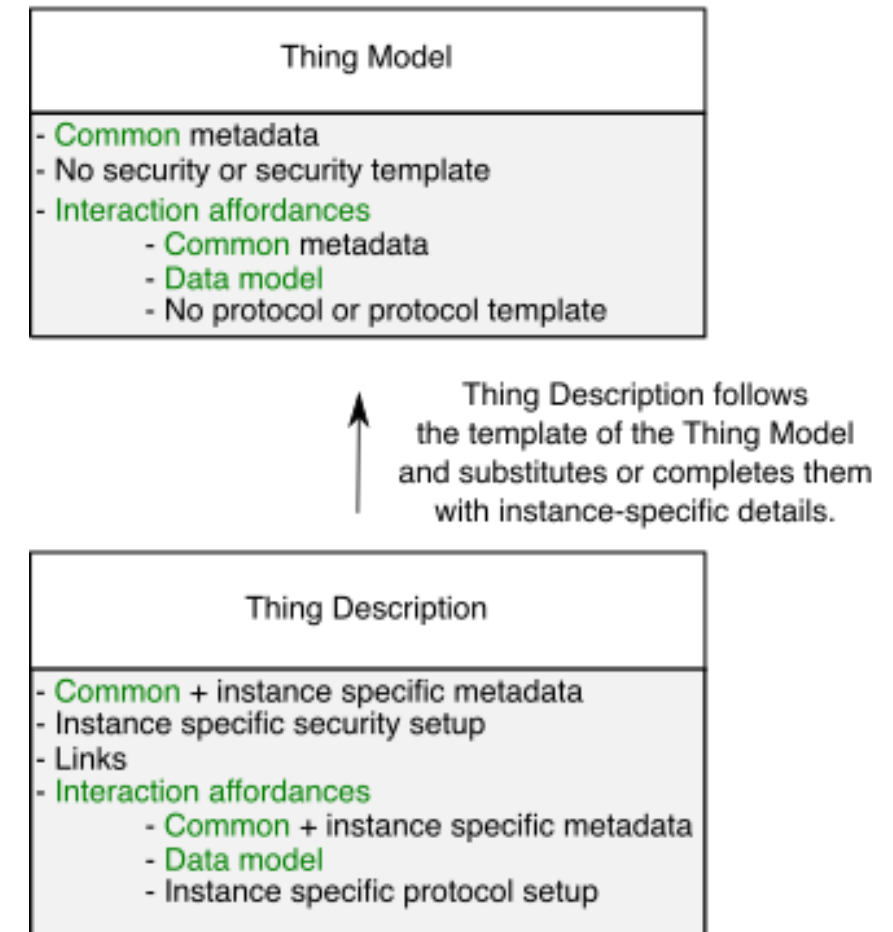 Thing Model
- Common metadata
- No security or security template
- Interaction affordances
- Common metadata
- Data model
- No protocol or protocol template
Thing Description follows
the template of the Thing Model
and substitutes or completes them
with instance-specific details.
Thing Description
- Common + instance specific metadata
- Instance specific security setup
- Links
- Interaction affordances
- Common + instance specific metadata
- Data model
- Instance specific protocol setup